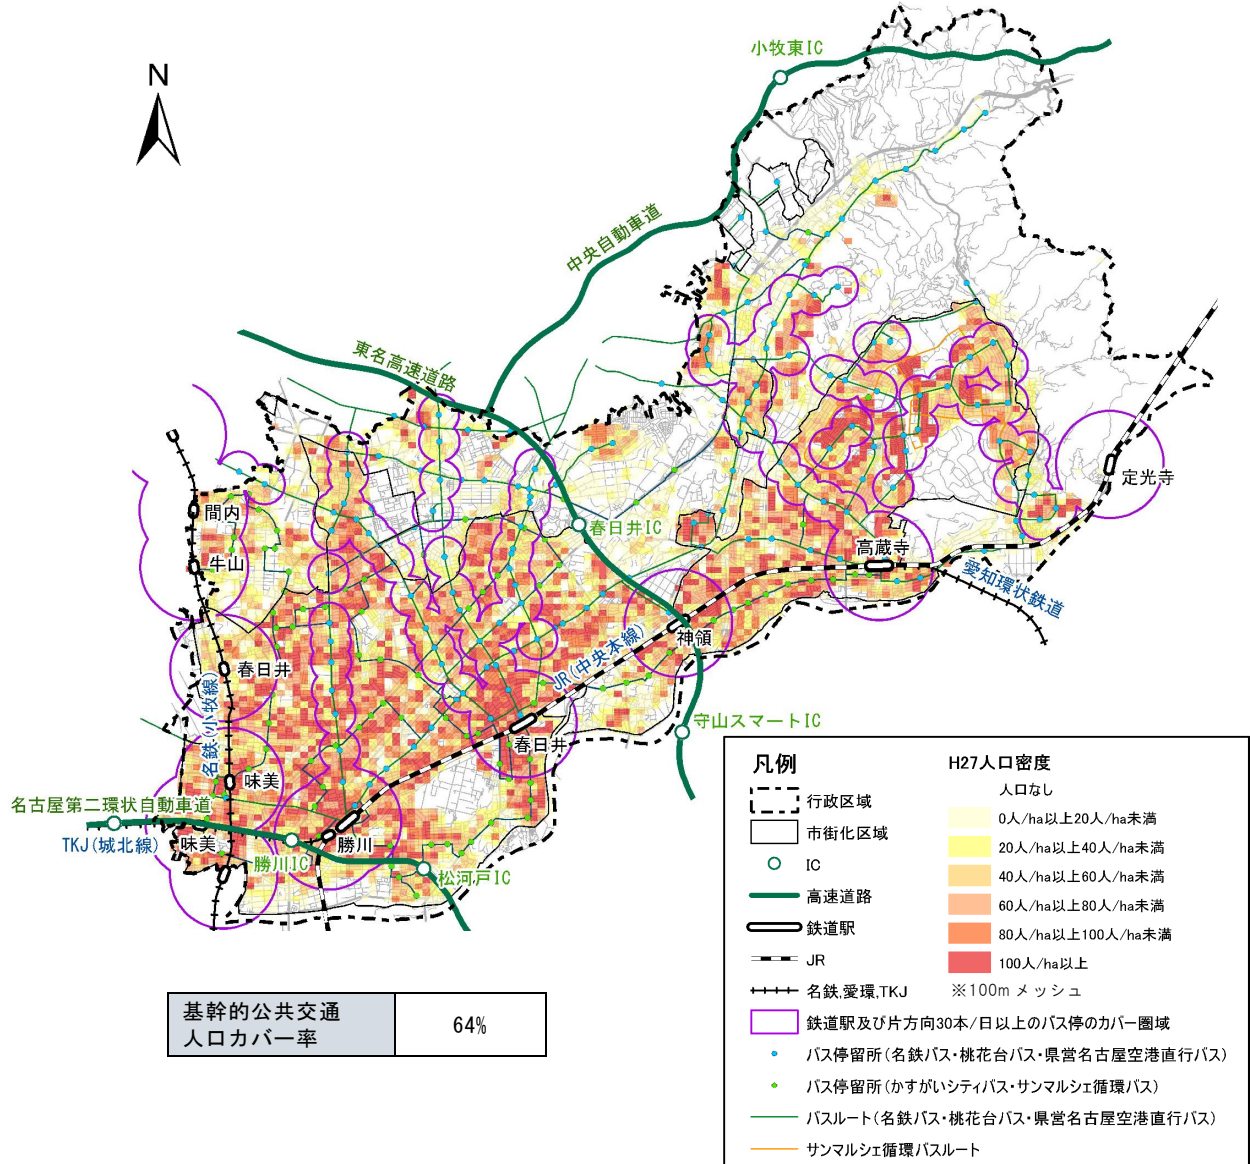 小牧東IC
N
中央自動車道
東名高速道路
定光寺
間内
春日井IC
高蔵寺
牛山
愛知環状鉄道
神領
JR(中央本線)
春日井
名鉄(小牧線)
守山スマートIC
春日井
味美
名古屋第二環状自動車道
TKJ(城北線)
味美
勝川
勝川IC
松河戸IC
基幹的公共交通
人口カバー率
64%
凡例
行政区域
市街化区域
IC
高速道路
鉄道駅
JR
名鉄,愛環,TKJ
H27人口密度
人口なし
0人/ha以上20人/ha未満
20人/ha以上40人/ha未満
40人/ha以上60人/ha未満
60人/ha以上80人/ha未満
80人/ha以上100人/ha未満
100人/ha以上
※100m メッシュ
鉄道駅及び片方向30本/日以上のバス停のカバー圏域
バス停留所(名鉄バス・桃花台バス・県営名古屋空港直行バス)
バス停留所(かすがいシティバス・サンマルシェ循環バス)
バスルート(名鉄バス・桃花台バス・県営名古屋空港直行バス)
サンマルシェ循環バスルート